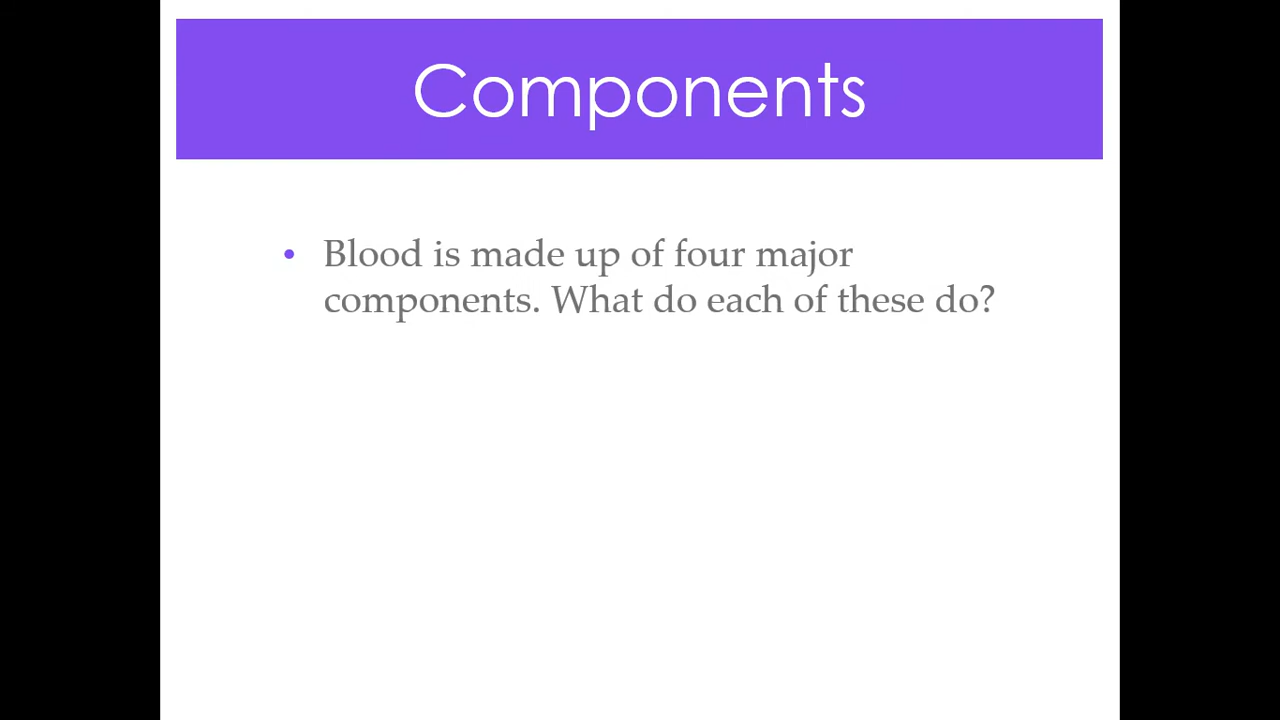 Components
• Blood is made up of four major
components. What do each of these do?